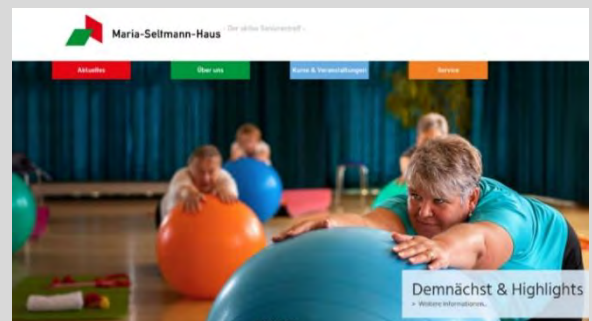 Maria-Seltmann-Haus - Der aktive Seniorentreff -
Aktuelles
Über uns
Kurse & Veranstaltungen
Service
Demnächst & Highlights
Weitere Informationen...